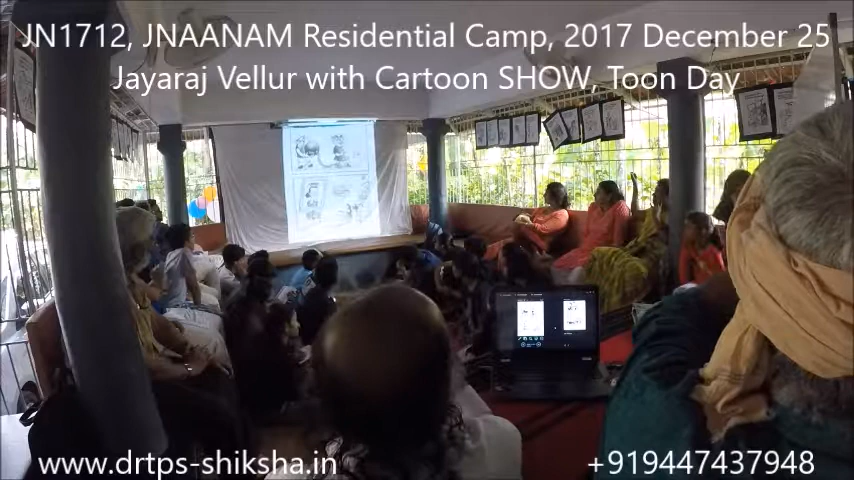 JN1712, JNAANAM Residential Camp, 2017 December 25
Jayaraj Vellur with Cartoon SHOW, Toon Day
www.drtps-shiksha.in
+919447437948